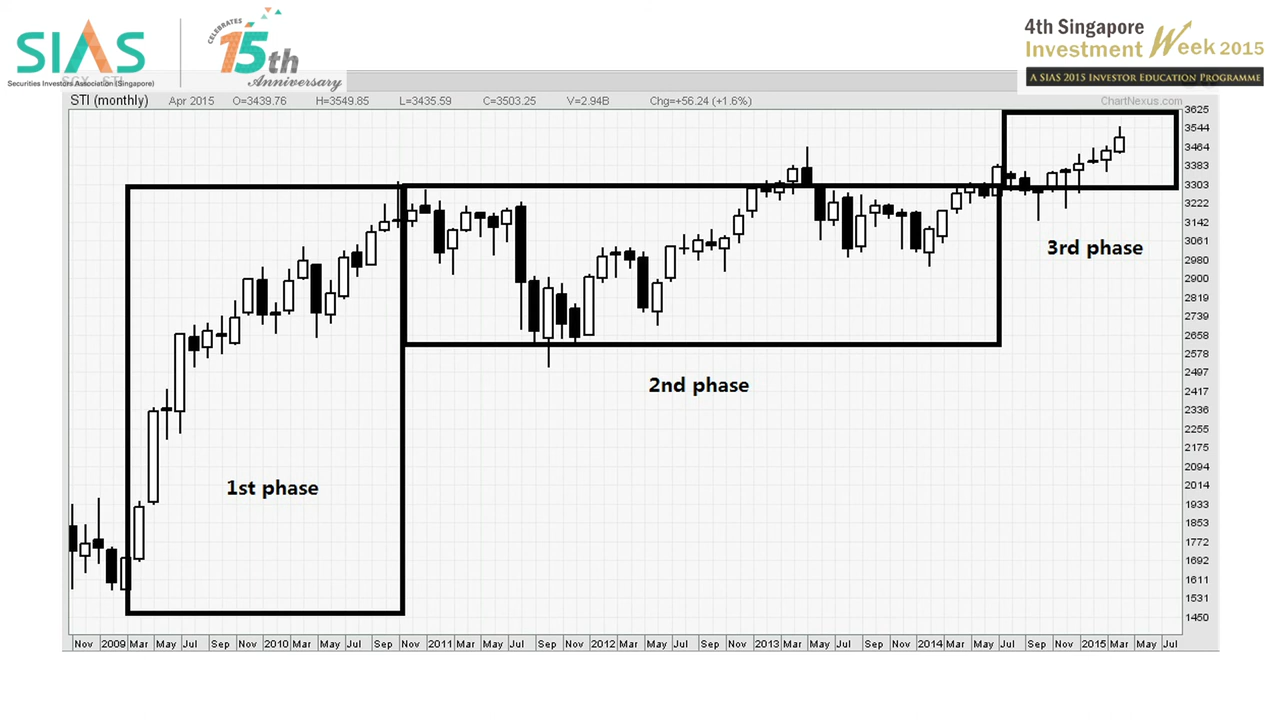 SIAS
Securities Investors Association (Singapore)
CELEBRATES
15th
Anniversary
4th Singapore
Investment Week 2015
A SIAS 2015 INVESTOR EDUCATION PROGRAMME
SGX - STI
STI (monthly) Apr 2015 O=3439.76 H=3549.85 L=3435.59 C=3503.25 V=2.94B Chg=+56.24 (+1.6%) ChartNexus.com
3625
3544
3464
3383
3303
3222
3142
3061
2980
2900
2819
2739
2658
2578
2497
2417
2336
2255
2175
2094
2014
1933
1853
1772
1692
1611
1531
1450
3rd phase
2nd phase
1st phase
Nov 2009 Mar May Jul Sep Nov 2010 Mar May Jul Sep Nov 2011 Mar May Jul Sep Nov 2012 Mar May Jul Sep Nov 2013 Mar May Jul Sep Nov 2014 Mar May Jul Sep Nov 2015 Mar May Jul